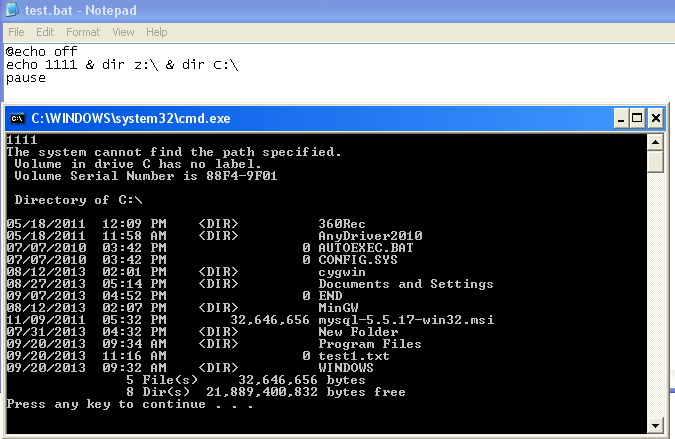 test.bat - Notepad
File Edit Format View Help
@echo off
echo 1111 & dir z:\ & dir C:\
pause
C:\WINDOWS\system32\cmd.exe
1111
The system cannot find the path specified.
Volume in drive C has no label.
Volume Serial Number is 88F4-9F01
Directory of C:\
05/18/2011 12:09 PM <DIR> 360Rec
05/18/2011 11:58 AM <DIR> AnyDriver2010
07/07/2010 03:42 PM 0 AUTOEXEC.BAT
07/07/2010 03:42 PM 0 CONFIG.SYS
08/12/2013 02:01 PM <DIR> cygwin
08/27/2013 05:14 PM <DIR> Documents and Settings
09/07/2013 04:52 PM 0 END
08/12/2013 02:07 PM <DIR> MinGW
11/09/2011 05:32 PM 32,646,656 mysql-5.5.17-win32.msi
07/31/2013 04:32 PM <DIR> New Folder
09/20/2013 09:34 AM <DIR> Program Files
09/20/2013 11:16 AM 0 test1.txt
09/20/2013 09:32 AM <DIR> WINDOWS
5 File(s) 32,646,656 bytes
8 Dir(s) 21,889,400,832 bytes free
Press any key to continue . . .